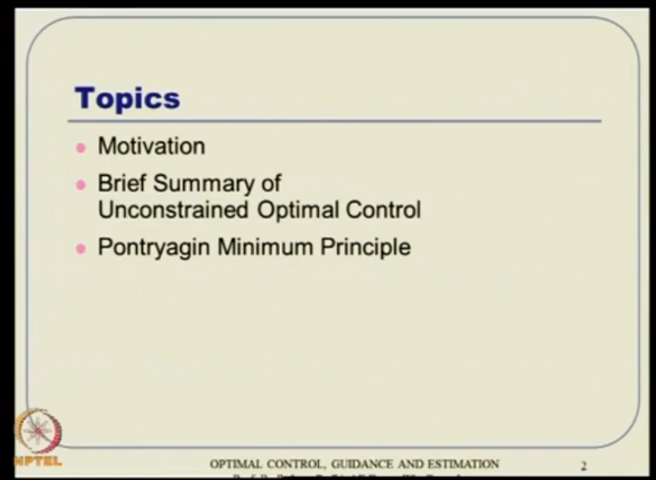 Topics
Motivation
Brief Summary of
Unconstrained Optimal Control
Pontryagin Minimum Principle
NPTEL
OPTIMAL CONTROL, GUIDANCE AND ESTIMATION
2